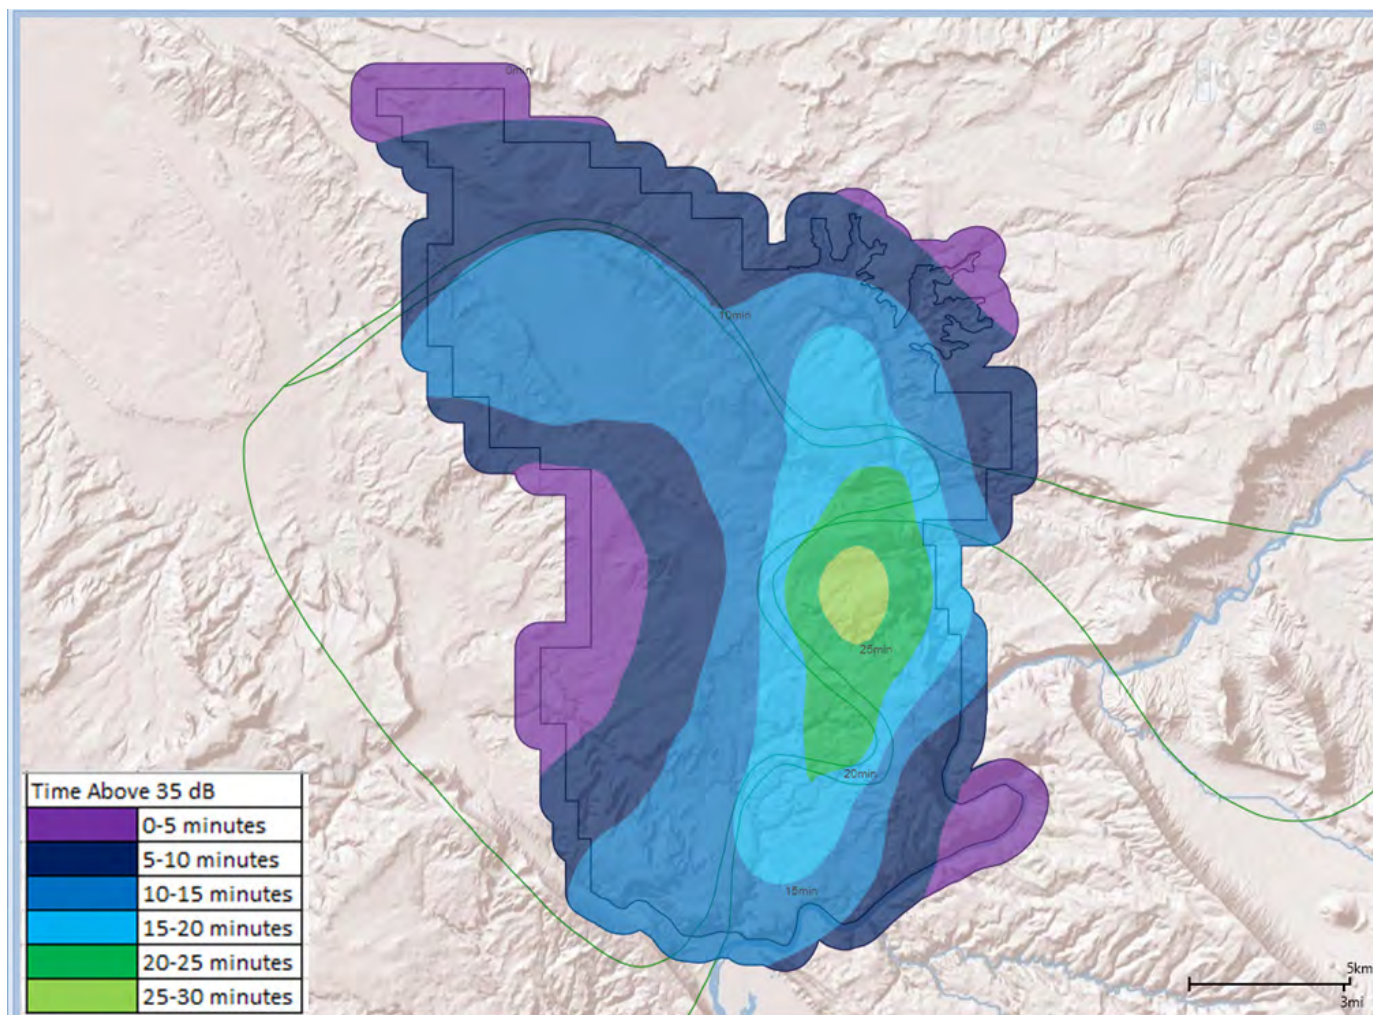 0min
10min
25min
20min
15min
Time Above 35 dB
0-5 minutes
5-10 minutes
10-15 minutes
15-20 minutes
20-25 minutes
25-30 minutes
5km
3mi